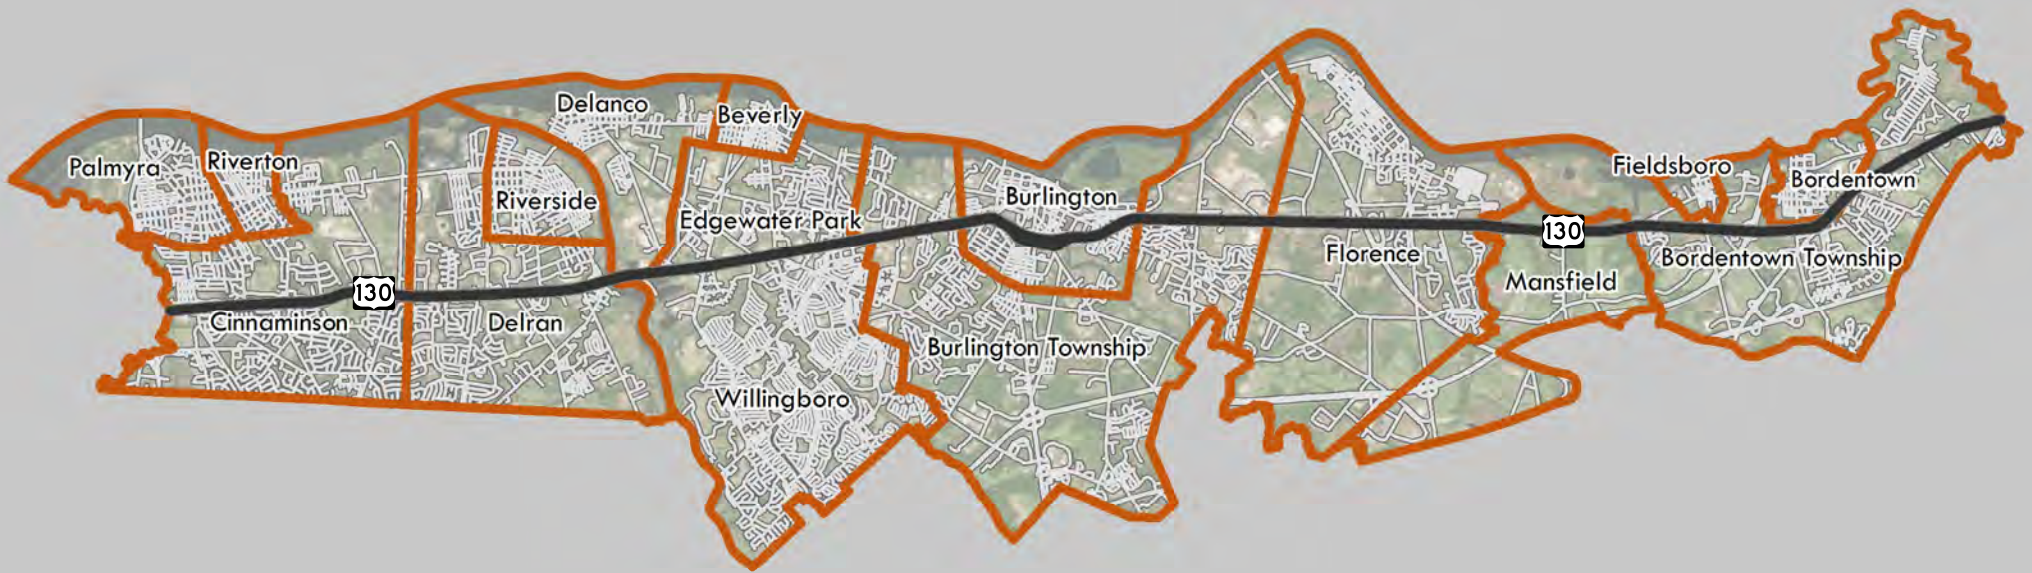 Palmyra
Riverton
Delanco
Beverly
Riverside
Edgewater Park
Burlington
Fieldsboro
Bordentown
130
130
Cinnaminson
Delran
Willingboro
Burlington Township
Florence
Mansfield
Bordentown Township